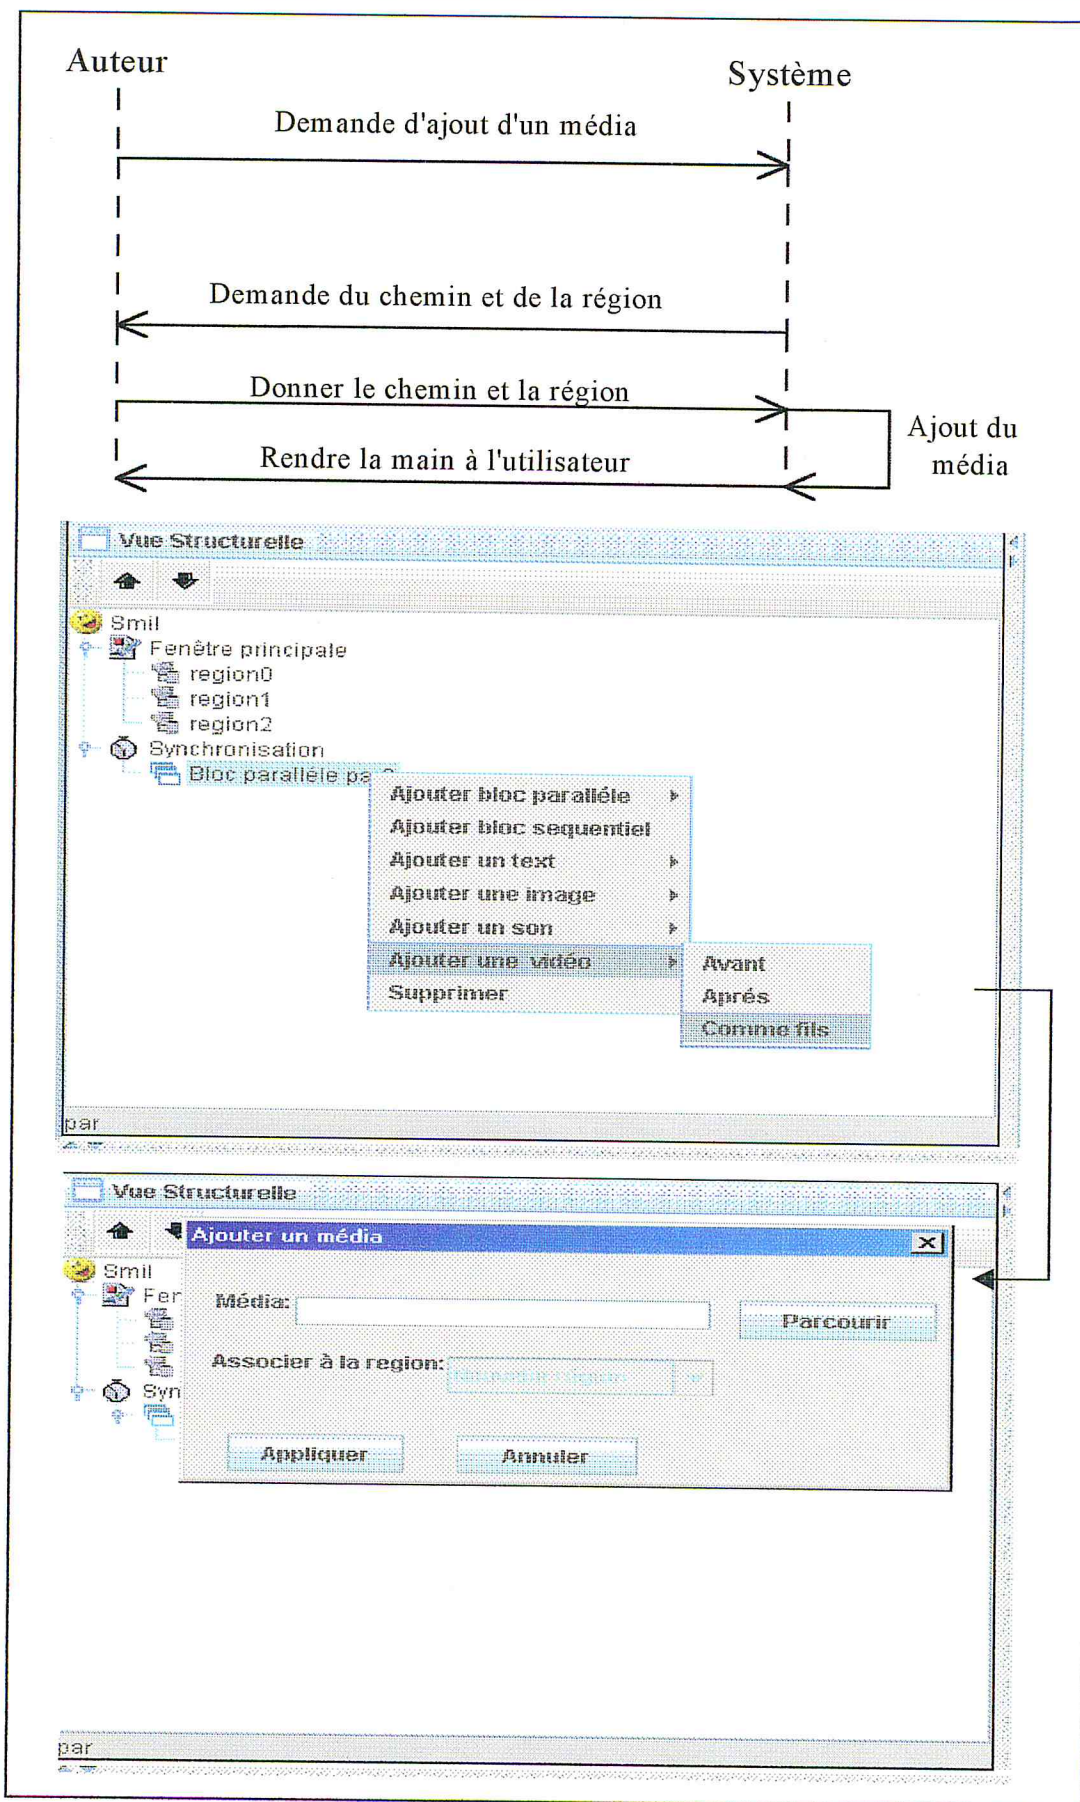 Auteur
Système
Demande d'ajout d'un média
Demande du chemin et de la région
Donner le chemin et la région
Ajout du
média
Rendre la main à l'utilisateur
Vue Structurelle
Smil
Fenêtre principale
region0
region1
region2
Synchronisation
Bloc paralléle
Ajouter bloc paralléle
Ajouter bloc sequentiel
Ajouter un text
Ajouter une image
Ajouter un son
Ajouter une vidéo
Supprimer
Avant
Aprés
Comme fils
par
Vue Structurelle
Ajouter un média
Smil
Fer
Média:
Parcourir
Associer à la region:
Syn
Appliquer
Annuler
par